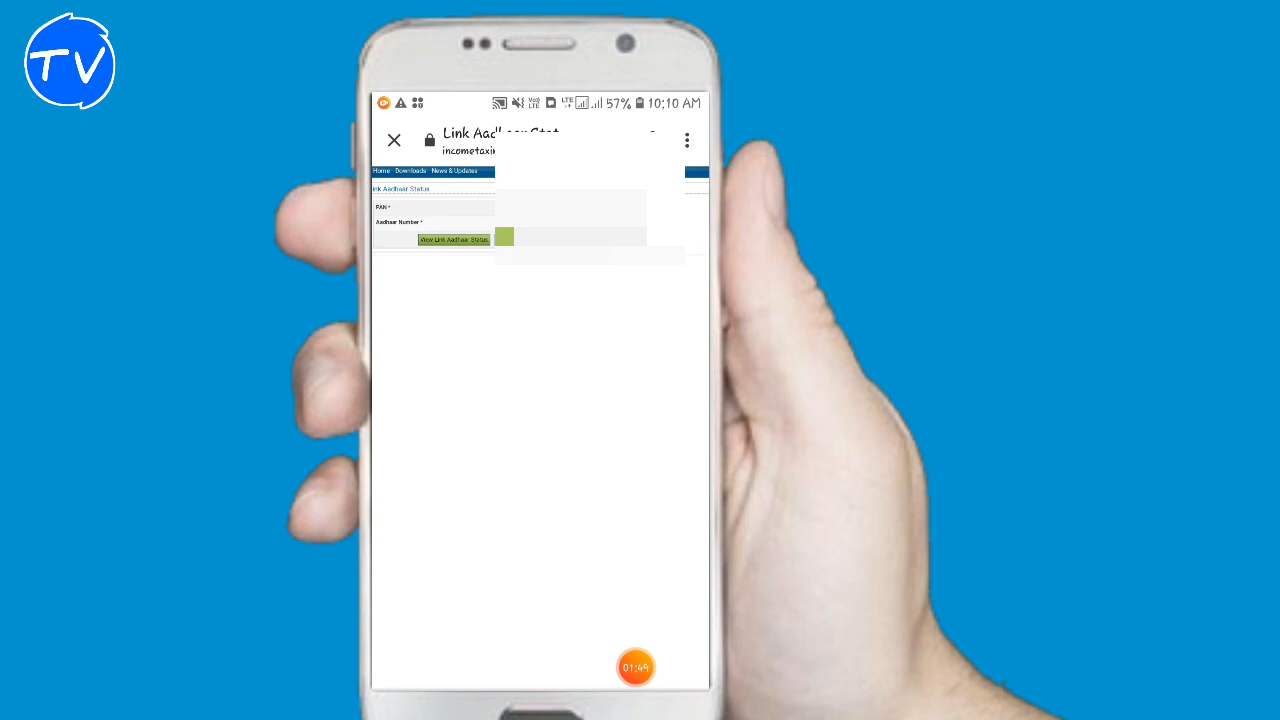 TV
57% 10:10 AM
Link Aad
incometaxin
Home Downloads News & Updates
ink Aadhaar Status
PAN *
Aadhaar Number *
View Link Aadhaar Status
01:49